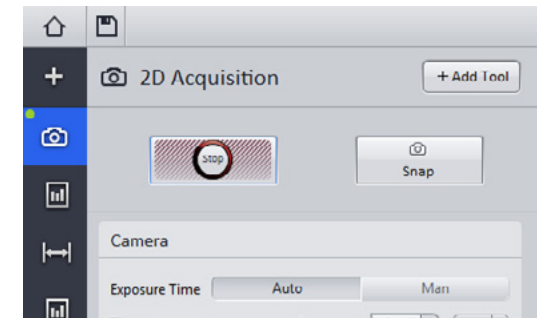 2D Acquisition
+ Add Tool
Stop
Snap
Camera
Exposure Time
Auto
Man